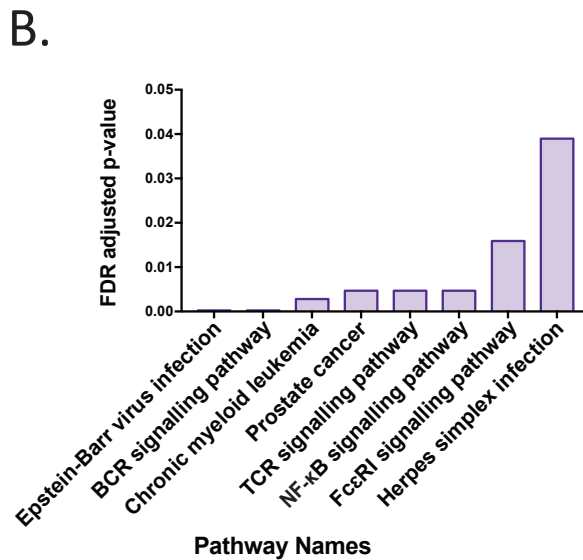 B.
FDR adjusted p-value
0.05
0.04
0.03
0.02
0.01
0.00
Epstein-Barr virus infection
BCR signalling pathway
Chronic myeloid leukemia
Prostate cancer
TCR signalling pathway
NF-κB signalling pathway
FcεRI signalling pathway
Herpes simplex infection
Pathway Names